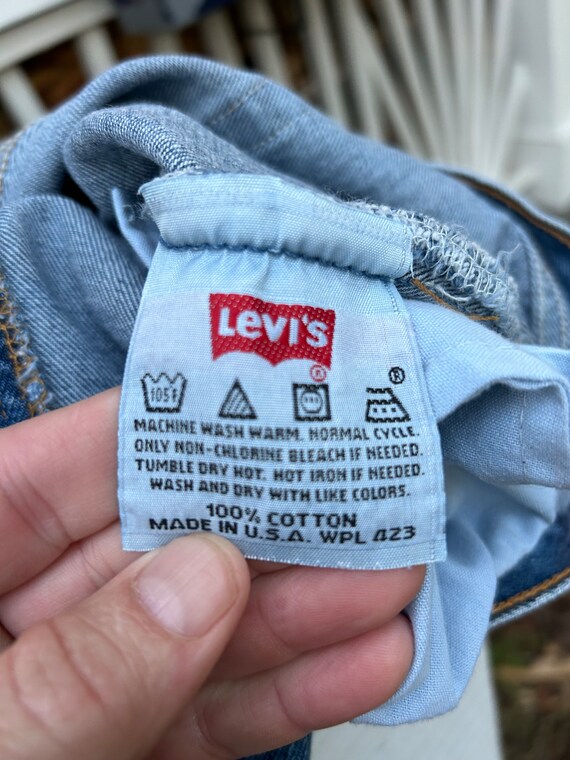 Levi's
®
®
105F
MACHINE WASH WARM. NORMAL CYCLE.
ONLY NON-CHLORINE BLEACH IF NEEDED.
TUMBLE DRY HOT. HOT IRON IF NEEDED.
WASH AND DRY WITH LIKE COLORS.
100% COTTON
MADE IN U.S.A. WPL 423